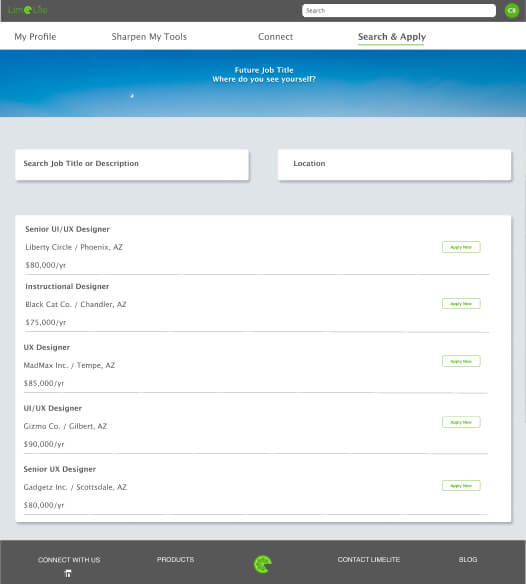 LimeLite
Search
CB
My Profile
Sharpen My Tools
Connect
Search & Apply
Future Job Title
Where do you see yourself?
Search Job Title or Description
Location
Senior UI/UX Designer
Liberty Circle / Phoenix, AZ
Apply Now
$80,000/yr
Instructional Designer
Black Cat Co. / Chandler, AZ
Apply Now
$75,000/yr
UX Designer
MadMax Inc. / Tempe, AZ
Apply Now
$85,000/yr
UI/UX Designer
Gizmo Co. / Gilbert, AZ
Apply Now
$90,000/yr
Senior UX Designer
Gadgetz Inc. / Scottsdale, AZ
Apply Now
$80,000/yr
CONNECT WITH US
PRODUCTS
CONTACT LIMELITE
BLOG